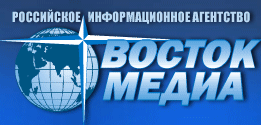 РОССИЙСКОЕ ИНФОРМАЦИОННОЕ АГЕНТСТВО
ВОСТОК
МЕДИА